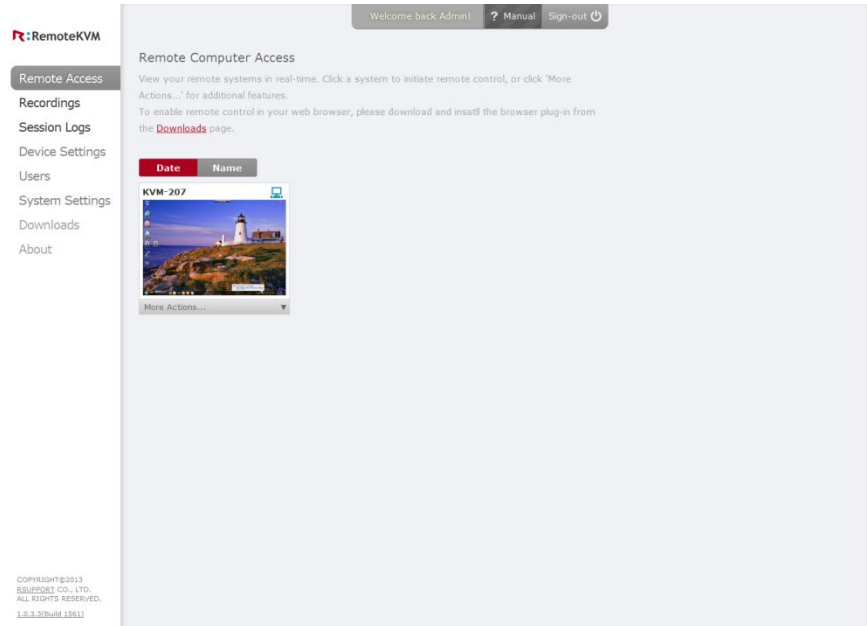 Welcome back Admin!
? Manual
Sign-out
R:RemoteKVM
Remote Access
Recordings
Session Logs
Device Settings
Users
System Settings
Downloads
About
COPYRIGHT©2013
RSUPPORT CO., LTD.
ALL RIGHTS RESERVED.
1.0.3.3(Build 1561)
Remote Computer Access
View your remote systems in real-time. Click a system to initiate remote control, or click 'More
Actions...' for additional features.
To enable remote control in your web browser, please download and insatll the browser plug-in from
the Downloads page.
Date
Name
KVM-207
More Actions...